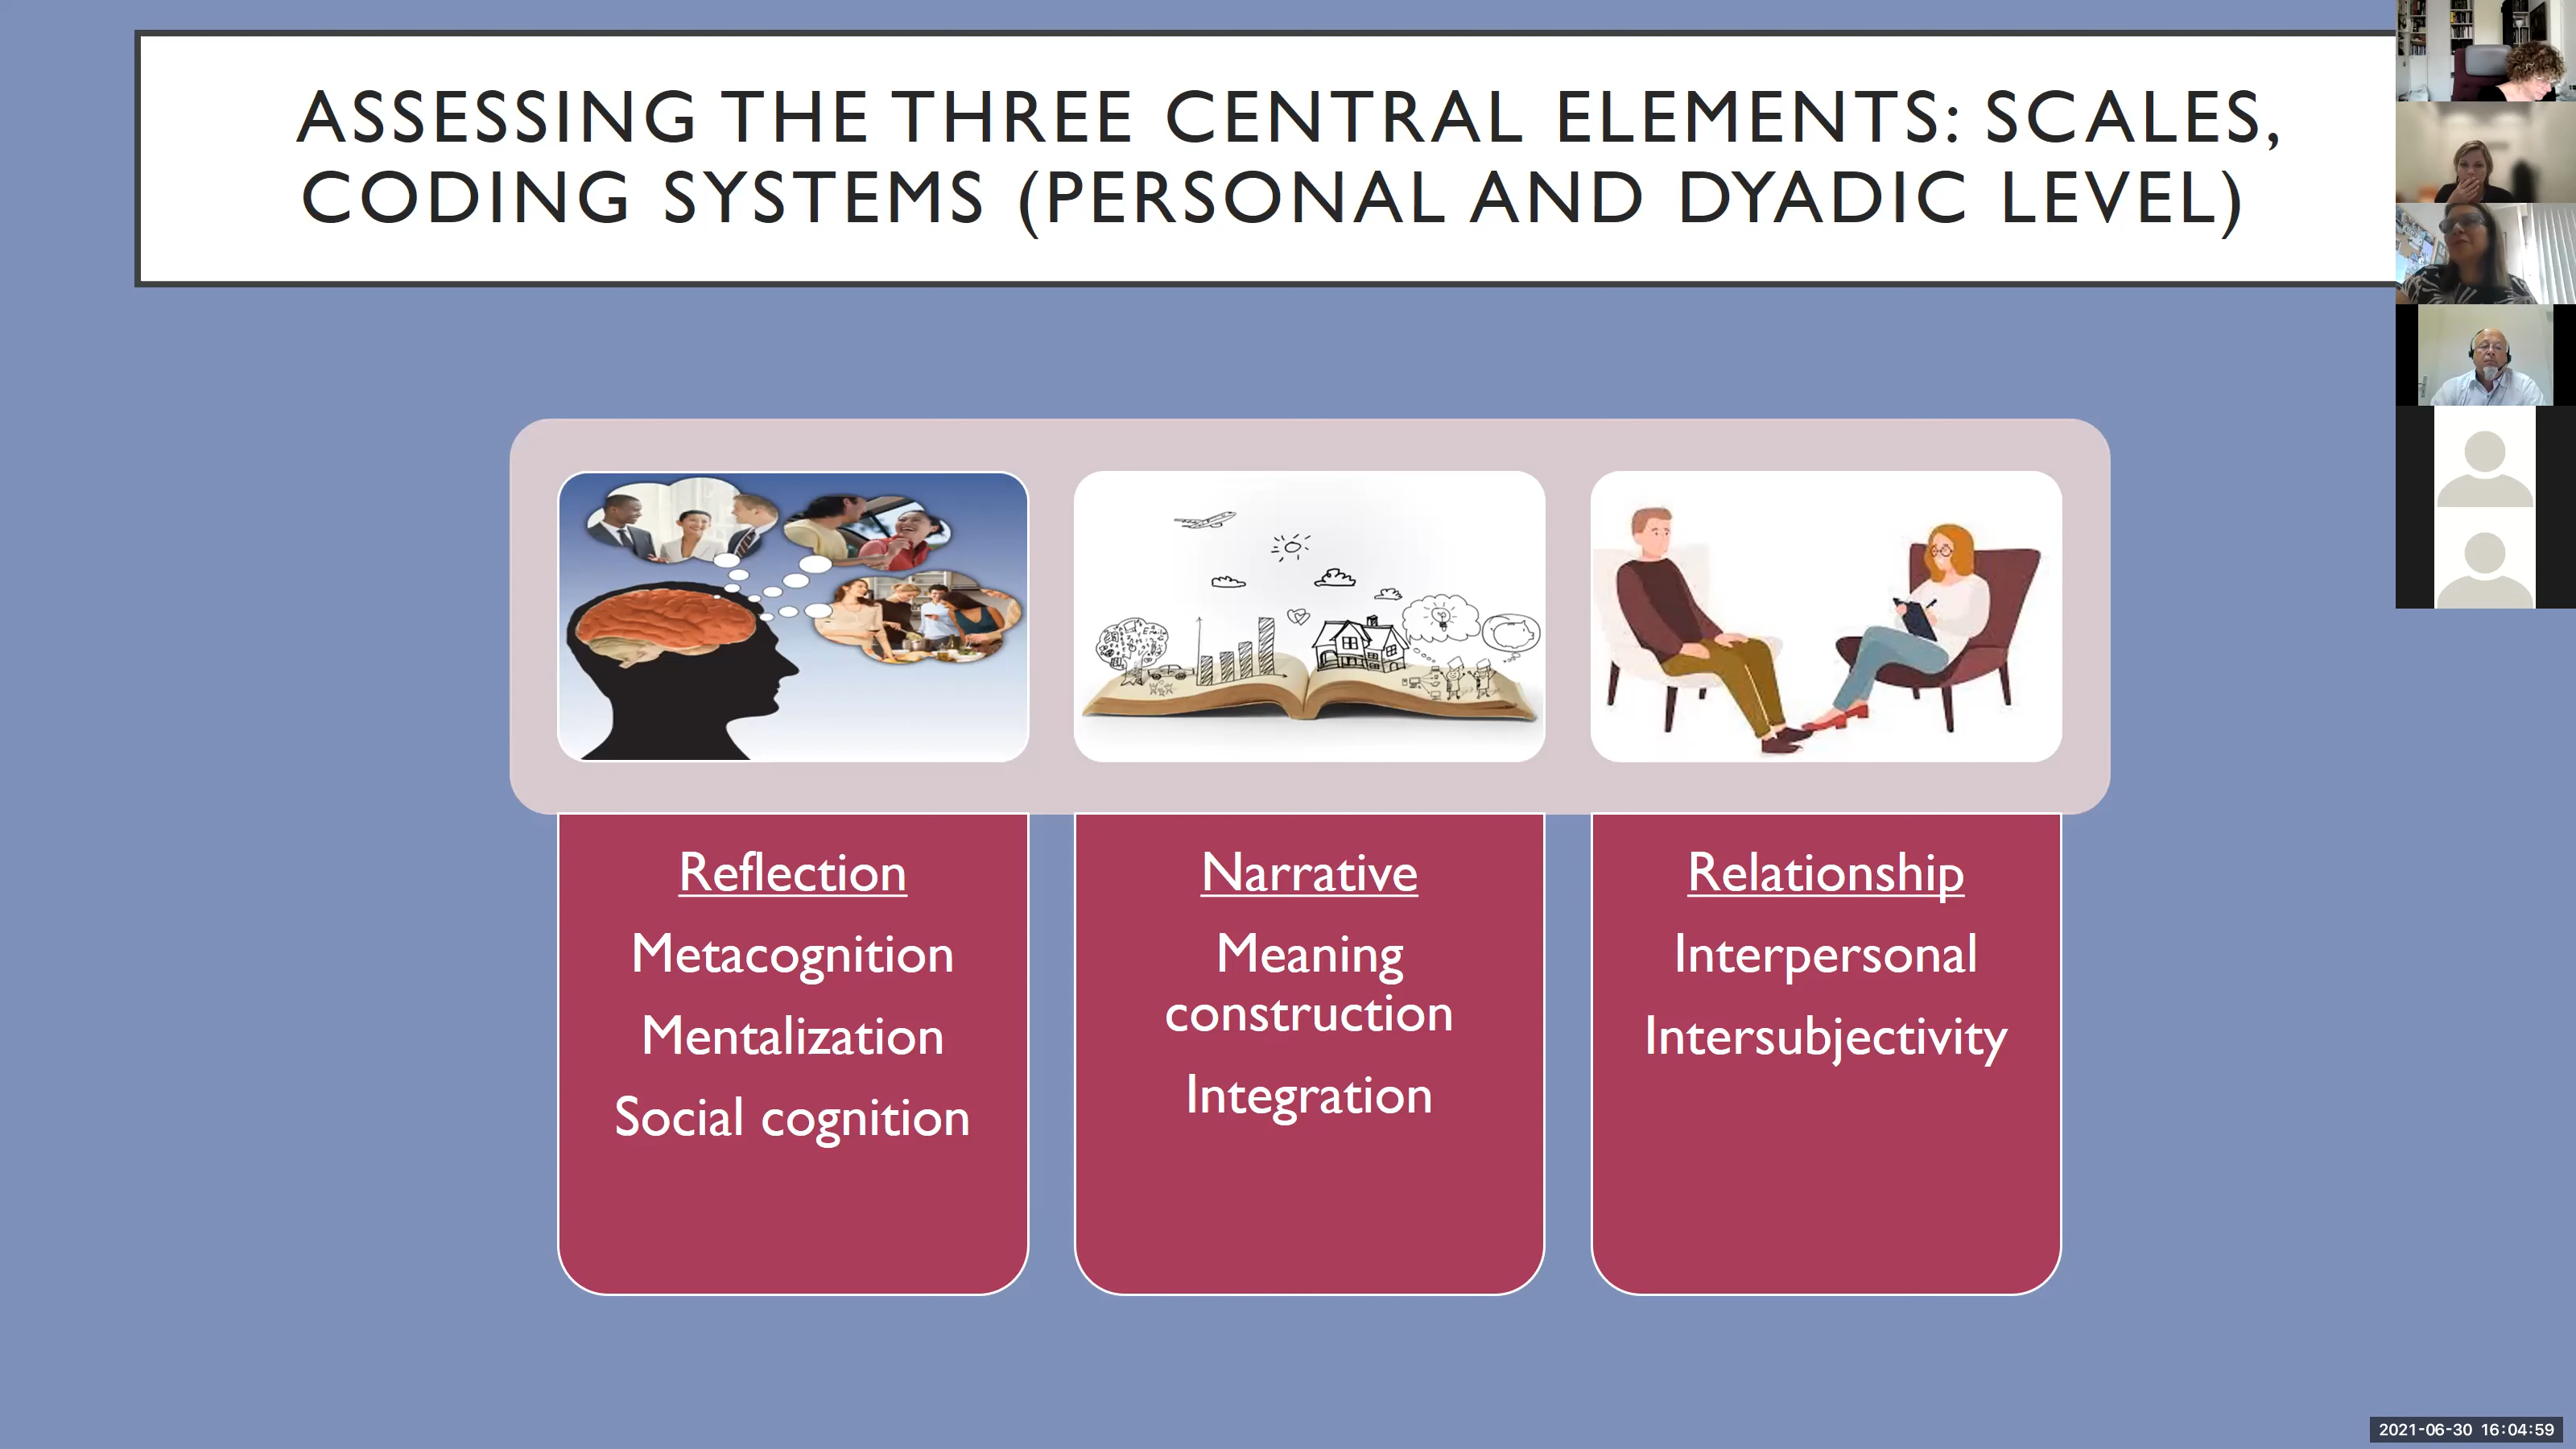 ASSESSING THE THREE CENTRAL ELEMENTS: SCALES,
CODING SYSTEMS (PERSONAL AND DYADIC LEVEL)
Reflection
Metacognition
Mentalization
Social cognition
Narrative
Meaning
construction
Integration
Relationship
Interpersonal
Intersubjectivity
2021-06-30 16:04:59